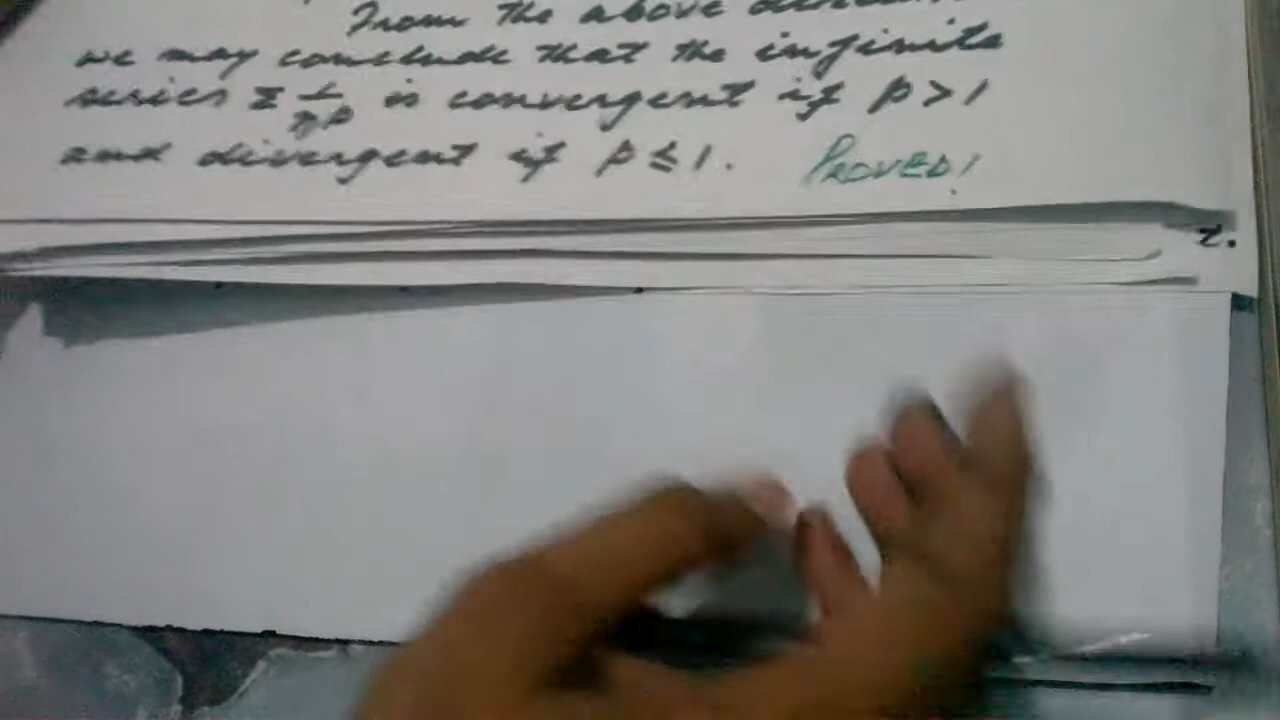 From the above
we may conclude that the infinite
series Σ 1/n^p is convergent if p > 1
and divergent if p ≤ 1. PROVED!
2.